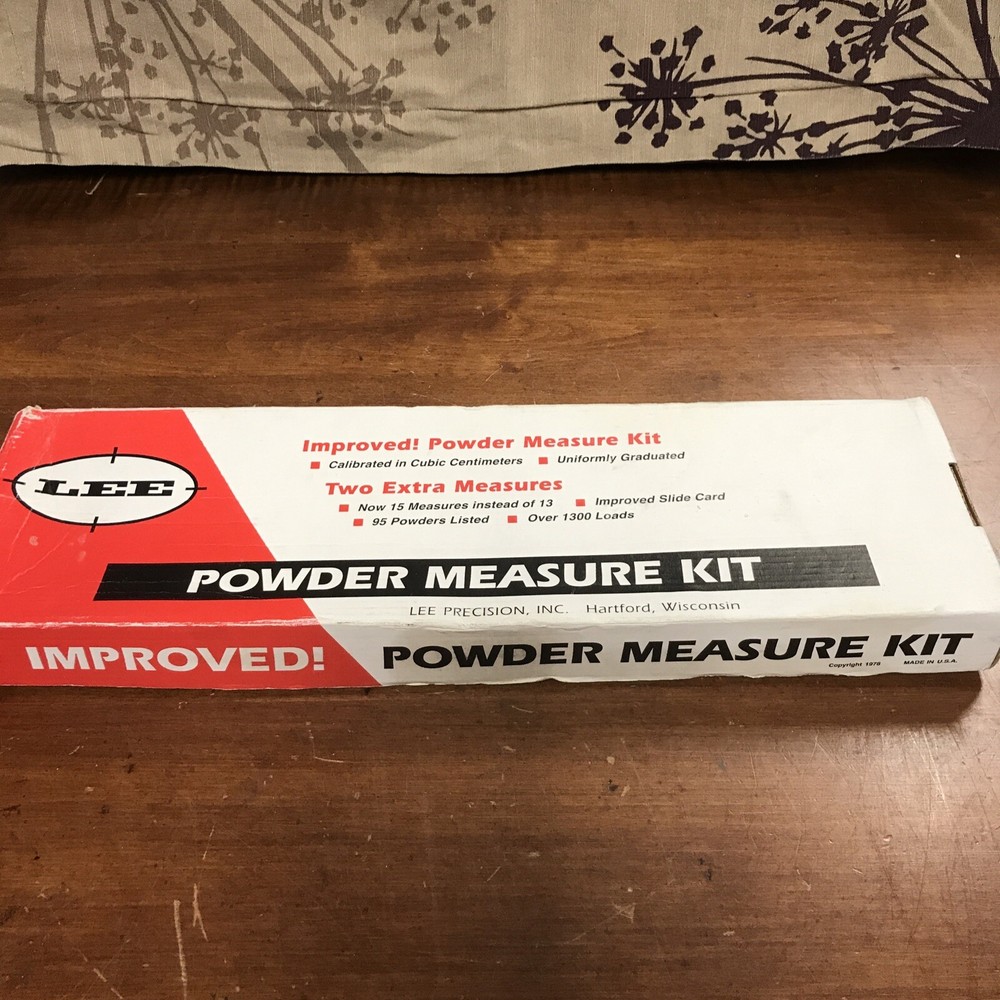 LEE
Improved! Powder Measure Kit
Calibrated in Cubic Centimeters Uniformly Graduated
Two Extra Measures
Now 15 Measures instead of 13 Improved Slide Card
95 Powders Listed Over 1300 Loads
POWDER MEASURE KIT
LEE PRECISION, INC. Hartford, Wisconsin
IMPROVED! POWDER MEASURE KIT
Copyright 1978 MADE IN U.S.A.